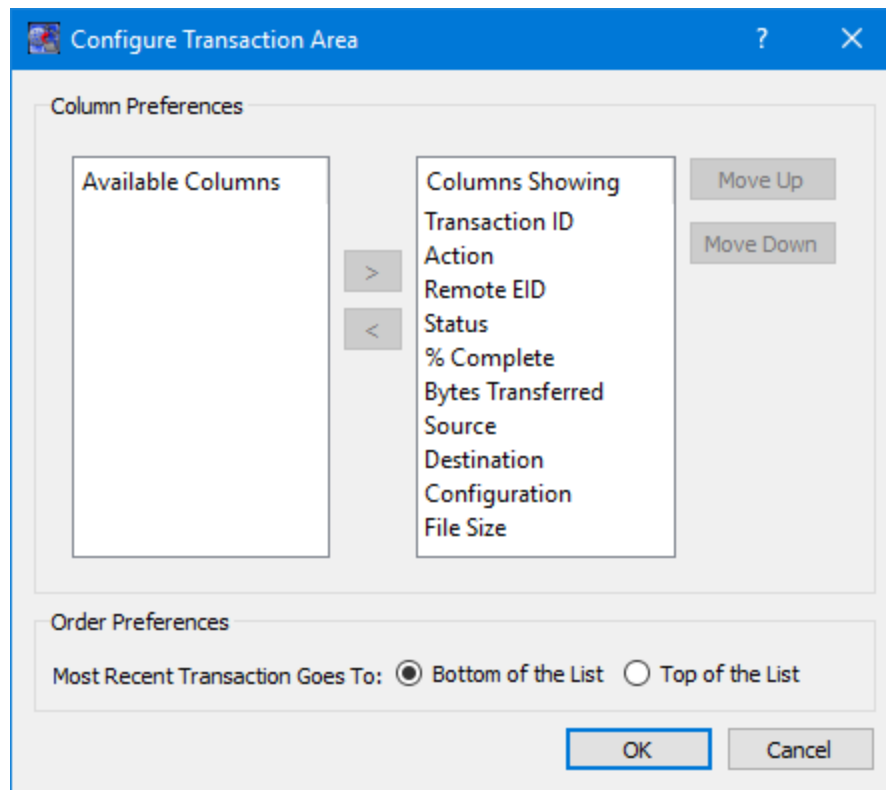 Configure Transaction Area ? ×
Column Preferences
Available Columns
>
<
Columns Showing
Transaction ID
Action
Remote EID
Status
% Complete
Bytes Transferred
Source
Destination
Configuration
File Size
Move Up
Move Down
Order Preferences
Most Recent Transaction Goes To: Bottom of the List Top of the List
OK Cancel